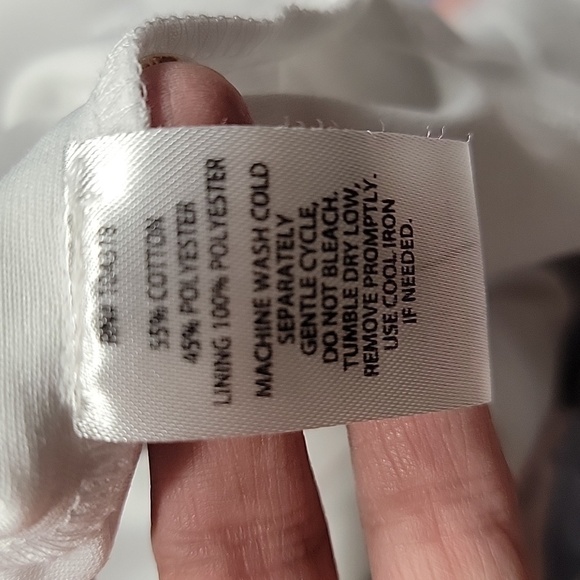 55% COTTON
45% POLYESTER
LINING 100% POLYESTER
MACHINE WASH COLD
SEPARATELY
GENTLE CYCLE,
DO NOT BLEACH.
TUMBLE DRY LOW,
REMOVE PROMPTLY.
USE COOL IRON
IF NEEDED.